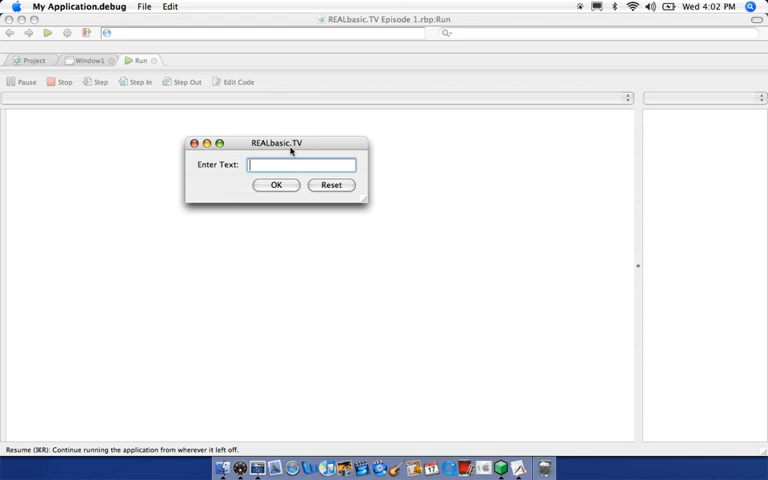 My Application.debug File Edit Wed 4:02 PM
REALbasic.TV Episode 1.rbp:Run
Project Window1 Run
Pause Stop Step Step In Step Out Edit Code
REALbasic.TV
Enter Text:
OK Reset
Resume (⌘R): Continue running the application from wherever it left off.
17